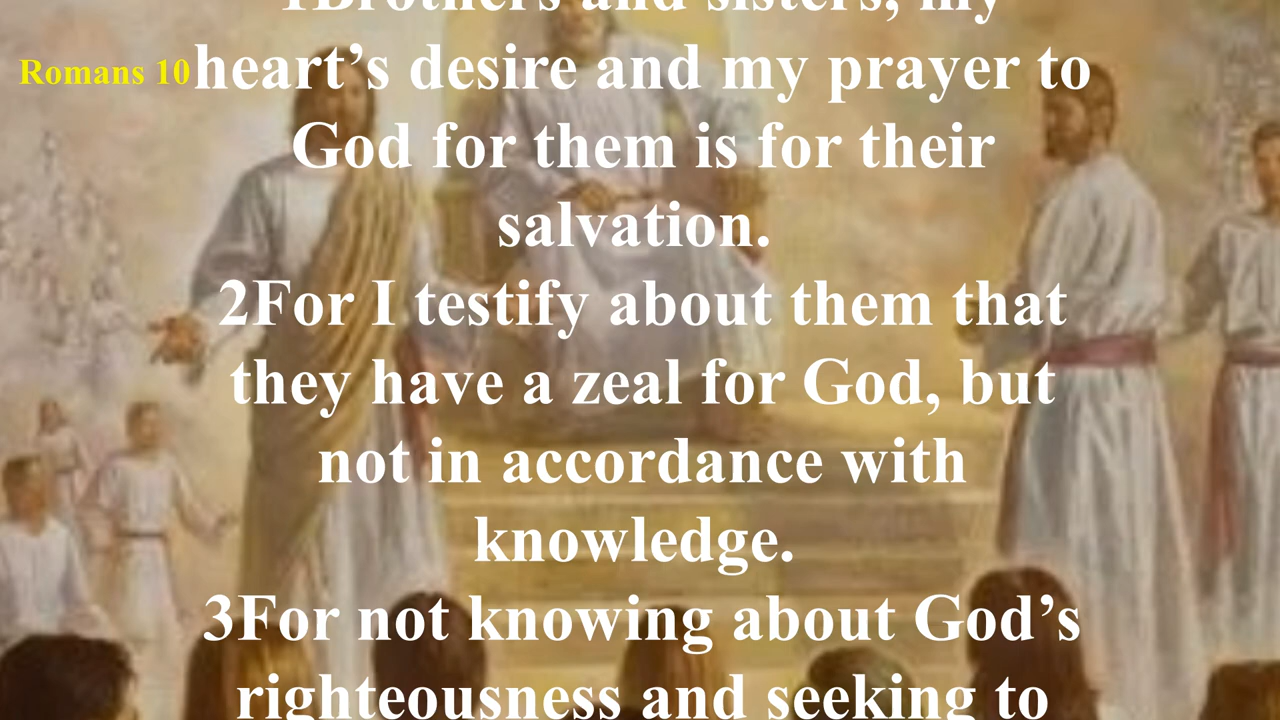 1Brothers and sisters, my
Romans 10
heart’s desire and my prayer to
God for them is for their
salvation.
2For I testify about them that
they have a zeal for God, but
not in accordance with
knowledge.
3For not knowing about God’s
righteousness and seeking to